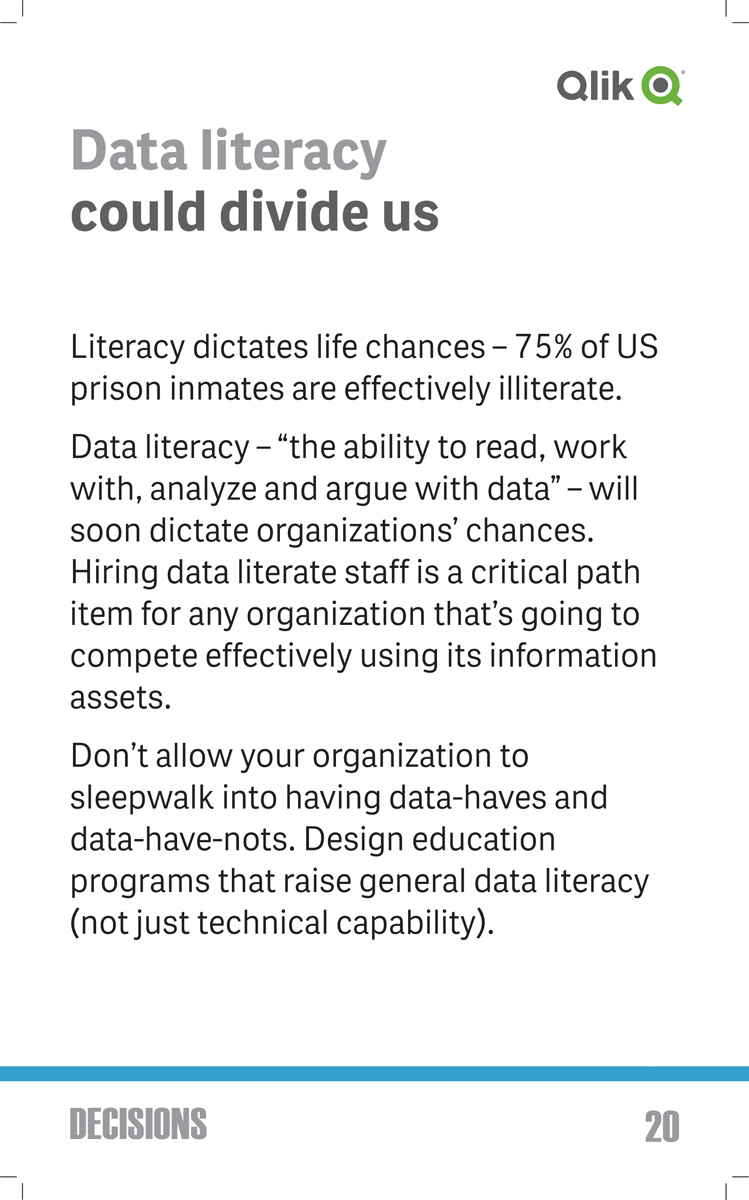 Qlik
Data literacy
could divide us
Literacy dictates life chances – 75% of US
prison inmates are effectively illiterate.
Data literacy – “the ability to read, work
with, analyze and argue with data” – will
soon dictate organizations’ chances.
Hiring data literate staff is a critical path
item for any organization that’s going to
compete effectively using its information
assets.
Don’t allow your organization to
sleepwalk into having data-haves and
data-have-nots. Design education
programs that raise general data literacy
(not just technical capability).
DECISIONS
20